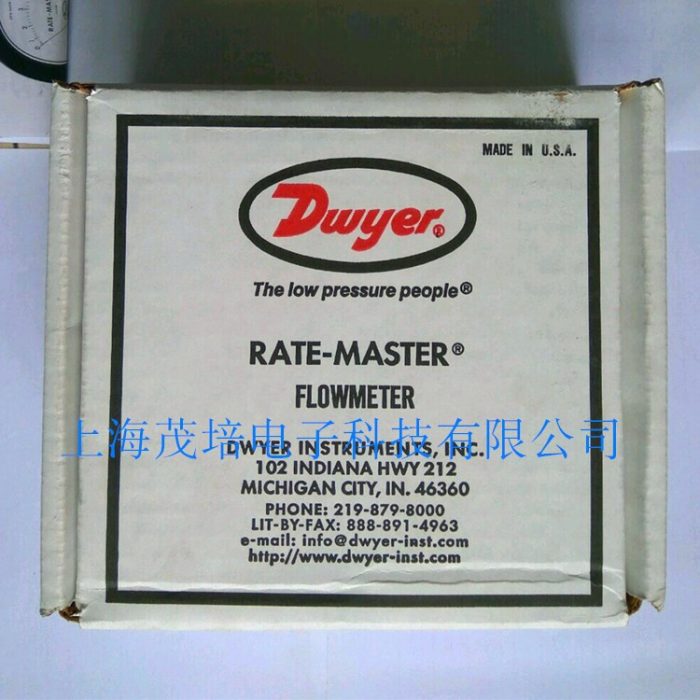 RATE-MASTER
MADE IN U.S.A.
Dwyer®
The low pressure people®
RATE-MASTER®
FLOWMETER
上海茂培电子科技有限公司
DWYER INSTRUMENTS, INC.
102 INDIANA HWY 212
MICHIGAN CITY, IN. 46360
PHONE: 219-879-8000
LIT-BY-FAX: 888-891-4963
e-mail: info@dwyer-inst.com
http://www.dwyer-inst.com